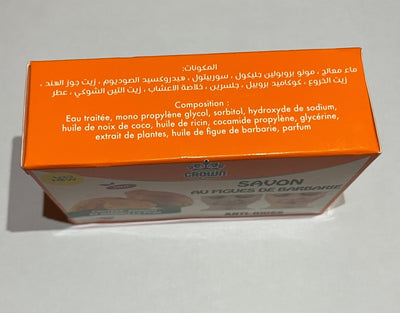 المكونات:
ماء معالج ، مونو بروبولين جليكول ، سوربيتول ، هيدروكسيد الصوديوم ، زيت جوز الهند ,
زيت الخروع ، كوكاميد بروبيل ، جلسرين ، خلاصة الاعشاب ، زيت التين الشوكي ، عطر
Composition :
Eau traitée, mono propylène glycol, sorbitol, hydroxyde de sodium,
huile de noix de coco, huile de ricin, cocamide propylène, glycérine,
extrait de plantes, huile de figue de barbarie, parfum
CROWN
SAVON
AU FIGUES DE BARBARIE
ANTI-RIDES